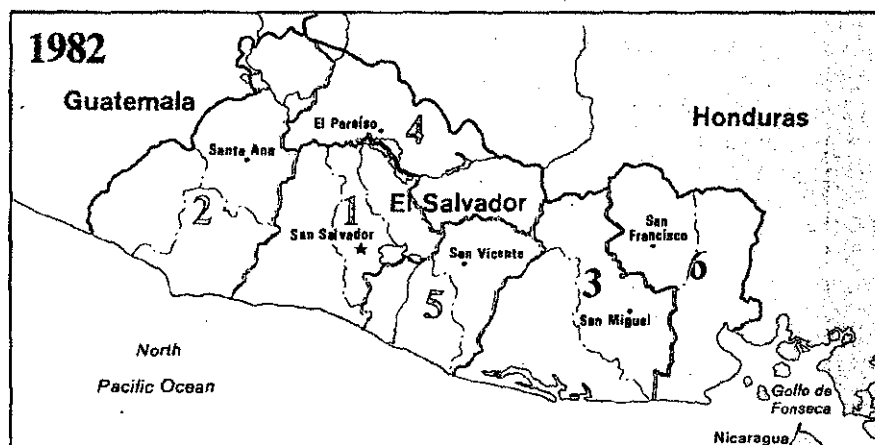 1982
Guatemala
Honduras
El Paraíso
4
Santa Ana
El Salvador
2
1
San Salvador
San Vicente
San
Francisco
6
3
5
San Miguel
North
Pacific Ocean
Golfo de
Fonseca
Nicaragua